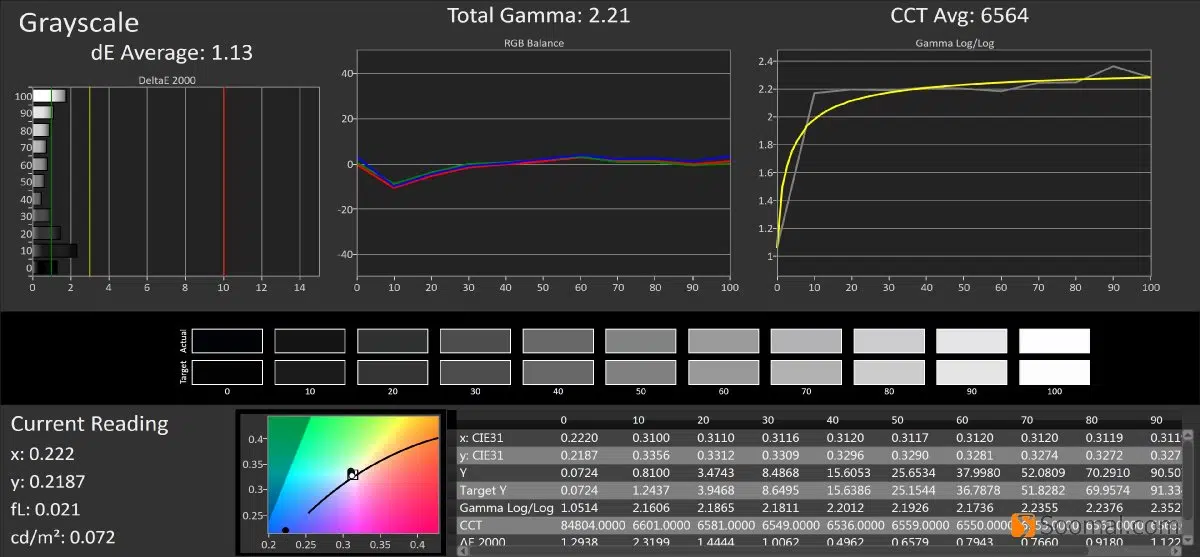 Grayscale
dE Average: 1.13
DeltaE 2000
100
90
80
70
60
50
40
30
20
10
0
0 2 4 6 8 10 12 14
Total Gamma: 2.21
RGB Balance
40
20
0
-20
-40
0 10 20 30 40 50 60 70 80 90 100
CCT Avg: 6564
Gamma Log/Log
2.4
2.2
2
1.8
1.6
1.4
1.2
1
0 10 20 30 40 50 60 70 80 90 100
Actual
Target
0 10 20 30 40 50 60 70 80 90 100
Current Reading
x: 0.222
y: 0.2187
fL: 0.021
cd/m²: 0.072
0.4
0.35
0.3
0.25
0.2 0.25 0.3 0.35 0.4
0 10 20 30 40 50 60 70 80 90
x: CIE31 0.2220 0.3100 0.3110 0.3116 0.3120 0.3117 0.3120 0.3120 0.3119 0.311
y: CIE31 0.2187 0.3356 0.3312 0.3309 0.3296 0.3290 0.3281 0.3274 0.3272 0.327
Y 0.0724 0.8100 3.4743 8.4868 15.6053 25.6534 37.9980 52.0809 70.2910 90.50
Target Y 0.0724 1.2437 3.9468 8.6495 15.6386 25.1544 36.7878 51.8282 69.9574 91.33
Gamma Log/Log 1.0514 2.1606 2.1865 2.1811 2.2012 2.1926 2.1736 2.2355 2.2376 2.352
CCT 84804.0000 6601.0000 6581.0000 6549.0000 6536.0000 6559.0000 6550.0000
ΔE 2000 1.2938 2.3199 1.4444 1.0062 0.4962 0.6579 0.7943 0.7660 0.9180 1.122
Soomal.com